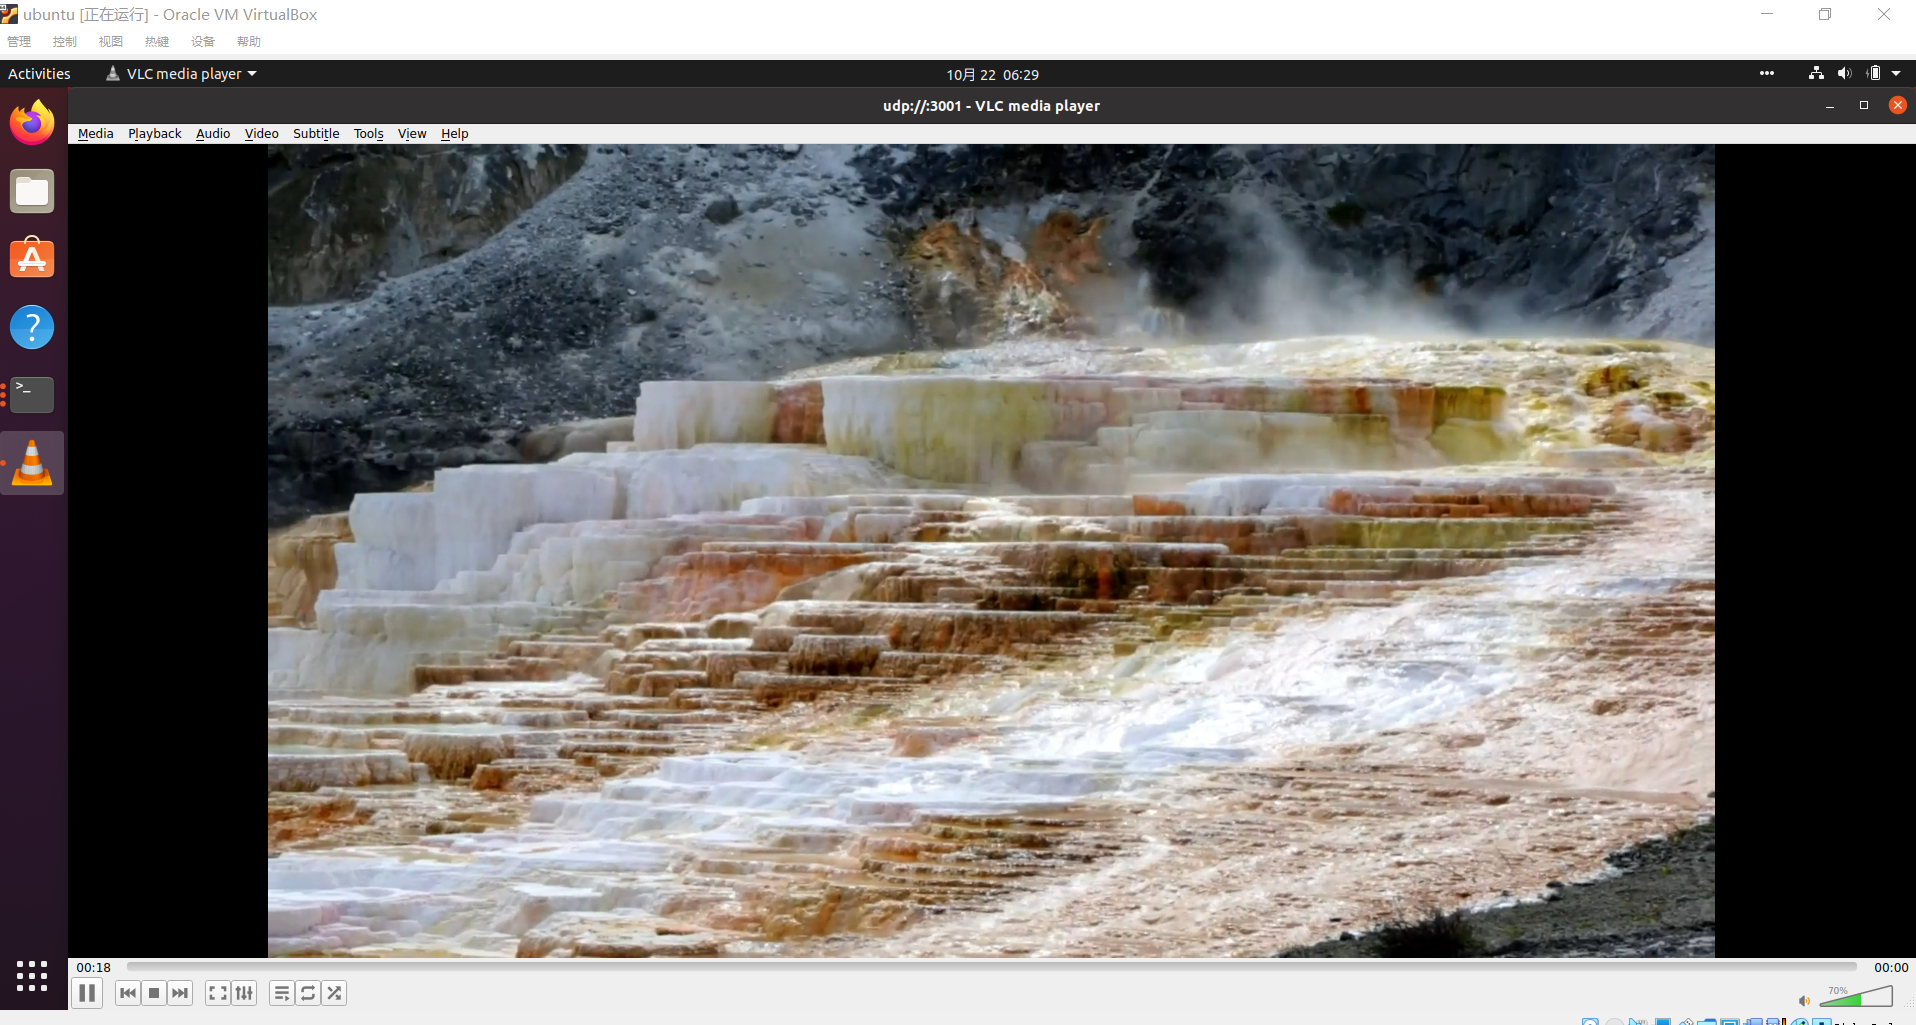 ubuntu [正在运行] - Oracle VM VirtualBox
管理 控制 视图 热键 设备 帮助
Activities VLC media player 10月 22 06:29
udp://:3001 - VLC media player
Media Playback Audio Video Subtitle Tools View Help
00:18 00:00
70%